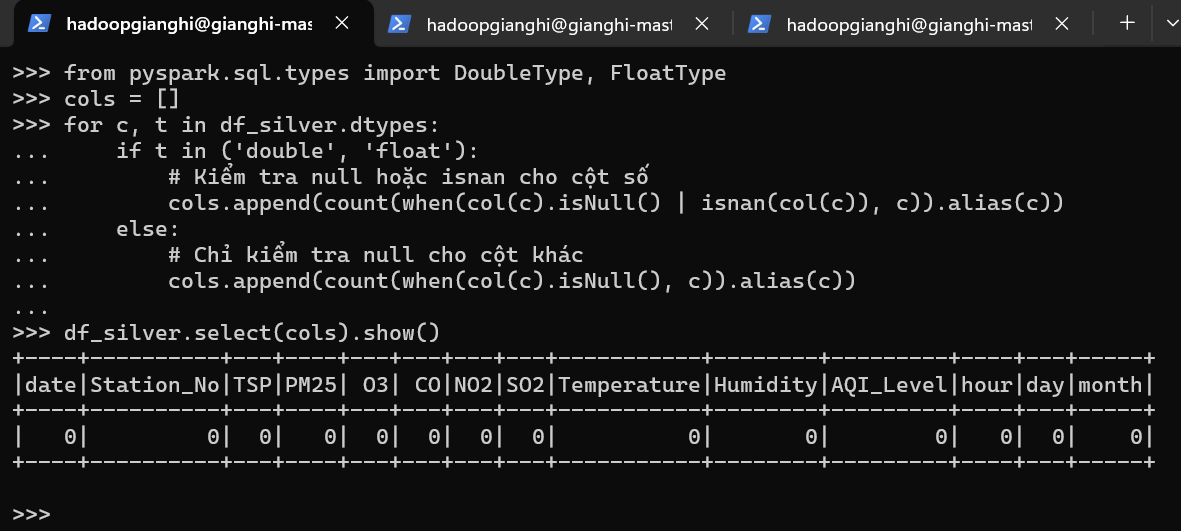 hadoopgianghi@gianghi-mast
hadoopgianghi@gianghi-mast
hadoopgianghi@gianghi-mast
>>> from pyspark.sql.types import DoubleType, FloatType
>>> cols = []
>>> for c, t in df_silver.dtypes:
...     if t in ('double', 'float'):
...         # Kiểm tra null hoặc isnan cho cột số
...         cols.append(count(when(col(c).isNull() | isnan(col(c)), c)).alias(c))
...     else:
...         # Chỉ kiểm tra null cho cột khác
...         cols.append(count(when(col(c).isNull(), c)).alias(c))
...
>>> df_silver.select(cols).show()
+----+----------+---+----+---+---+---+---+-----------+--------+---------+----+---+-----+
|date|Station_No|TSP|PM25| O3| CO|NO2|SO2|Temperature|Humidity|AQI_Level|hour|day|month|
+----+----------+---+----+---+---+---+---+-----------+--------+---------+----+---+-----+
|   0|         0|  0|   0|  0|  0|  0|  0|          0|       0|        0|   0|  0|    0|
+----+----------+---+----+---+---+---+---+-----------+--------+---------+----+---+-----+
>>>